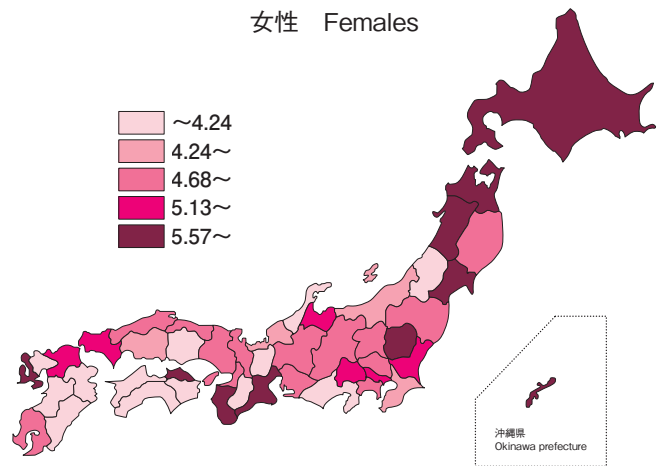 女性　Females
～4.24
4.24～
4.68～
5.13～
5.57～
沖縄県
Okinawa prefecture